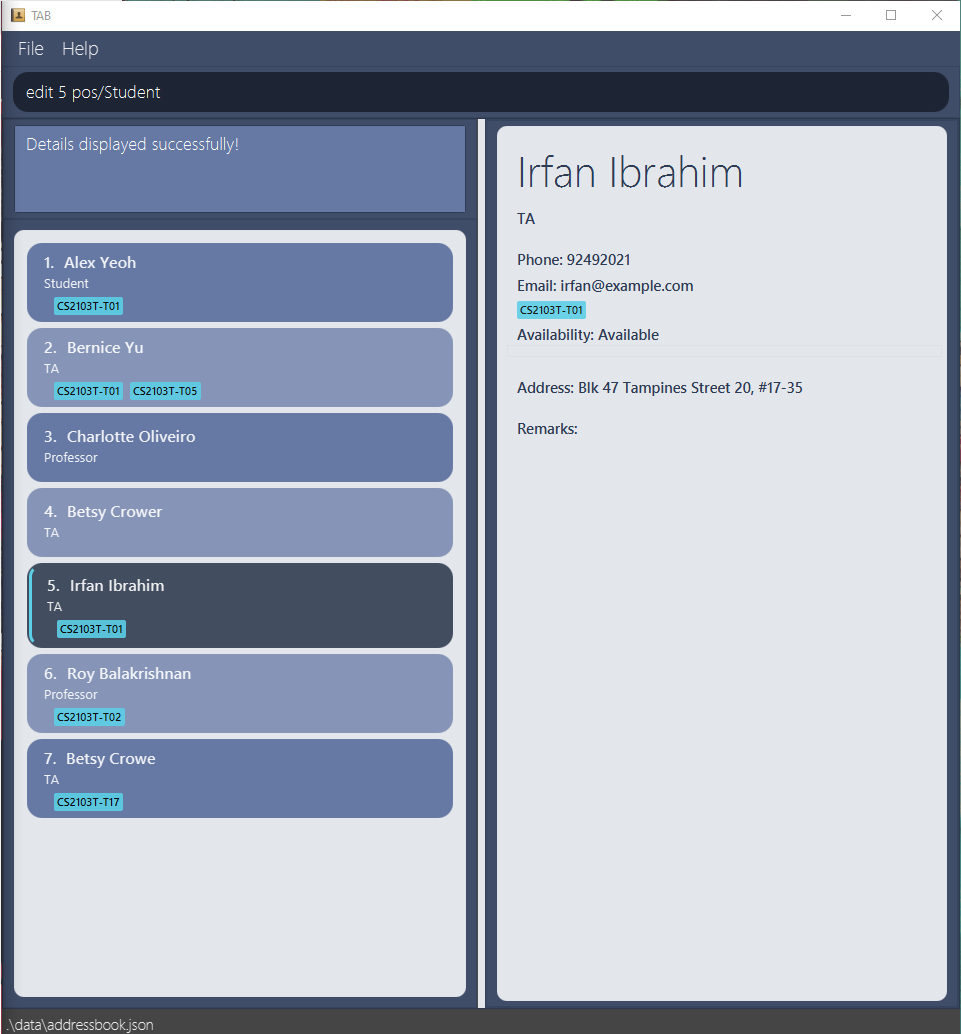 TAB
File Help
edit 5 pos/Student
Details displayed successfully!
1. Alex Yeoh
Student
CS2103T-T01
2. Bernice Yu
TA
CS2103T-T01 CS2103T-T05
3. Charlotte Oliveiro
Professor
4. Betsy Crower
TA
5. Irfan Ibrahim
TA
CS2103T-T01
6. Roy Balakrishnan
Professor
CS2103T-T02
7. Betsy Crowe
TA
CS2103T-T17
Irfan Ibrahim
TA
Phone: 92492021
Email: irfan@example.com
CS2103T-T01
Availability: Available
Address: Blk 47 Tampines Street 20, #17-35
Remarks:
.\data\addressbook.json